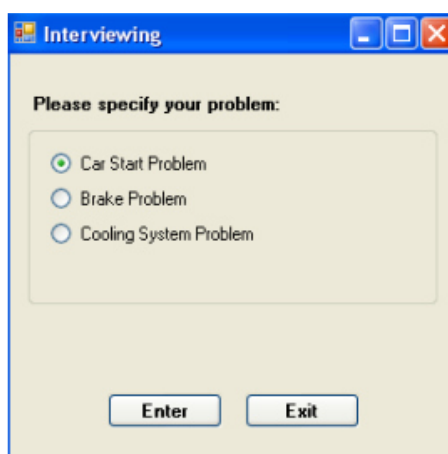 Interviewing
Please specify your problem:
Car Start Problem
Brake Problem
Cooling System Problem
Enter Exit